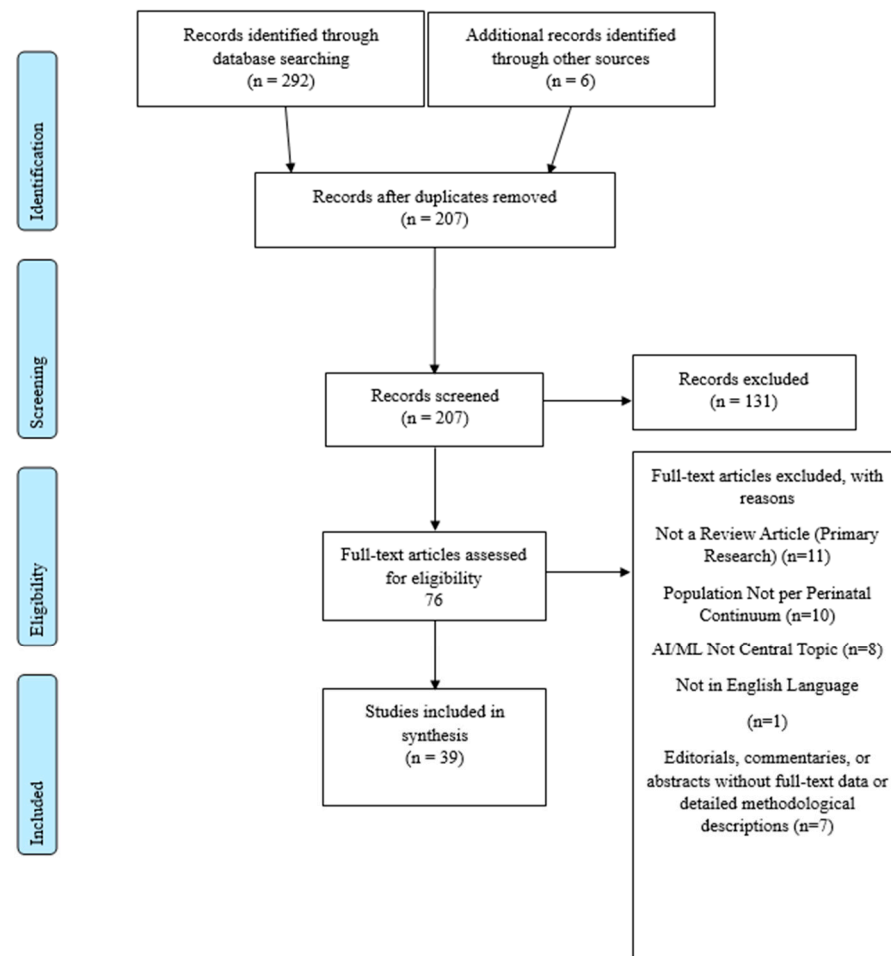 Records identified through
database searching
(n = 292)
Additional records identified
through other sources
(n = 6)
Identification
Records after duplicates removed
(n = 207)
Screening
Records screened
(n = 207)
Records excluded
(n = 131)
Eligibility
Full-text articles assessed
for eligibility
76
Full-text articles excluded, with
reasons
Not a Review Article (Primary
Research) (n=11)
Population Not per Perinatal
Continuum (n=10)
AI/ML Not Central Topic (n=8)
Not in English Language
(n=1)
Editorials, commentaries, or
abstracts without full-text data or
detailed methodological
descriptions (n=7)
Included
Studies included in
synthesis
(n = 39)